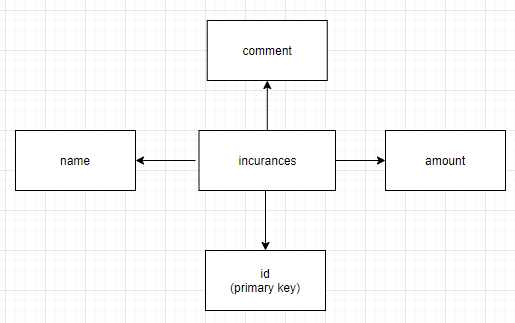 comment
name
incurances
amount
id
(primary key)